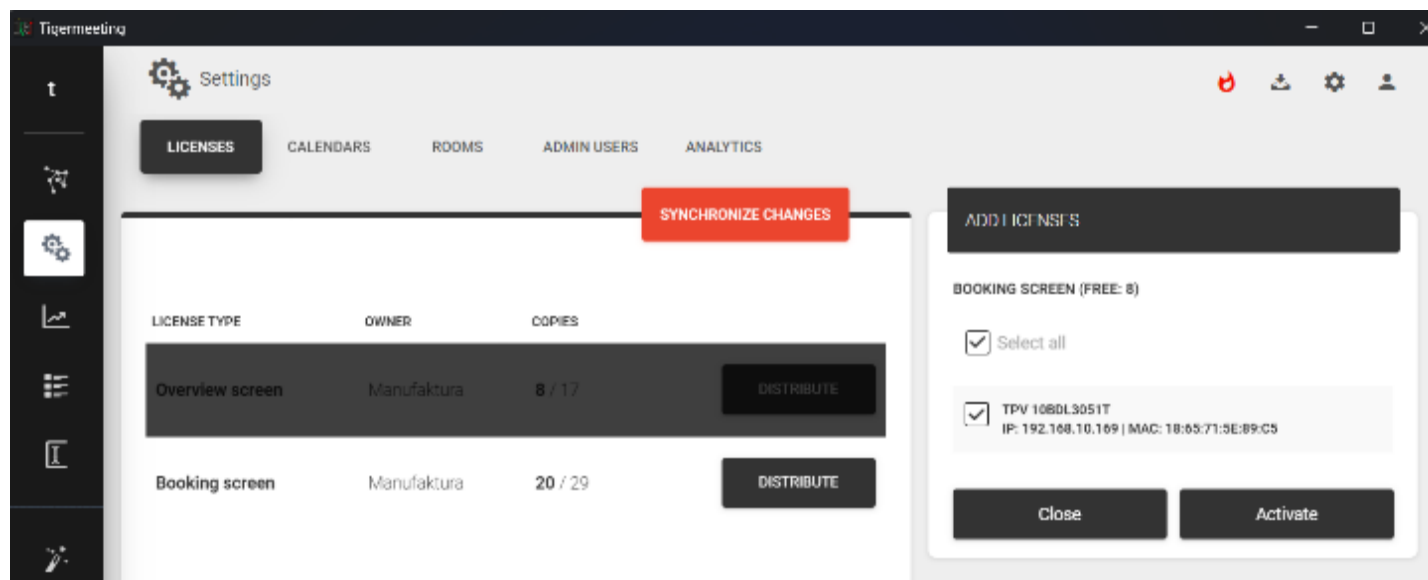 Tigermeeting
t
Settings
LICENSES CALENDARS ROOMS ADMIN USERS ANALYTICS
SYNCHRONIZE CHANGES
LICENSE TYPE OWNER COPIES
Overview screen Manufaktura 8 / 17 DISTRIBUTE
Booking screen Manufaktura 20 / 29 DISTRIBUTE
ADD LICENSES
BOOKING SCREEN (FREE: 8)
Select all
TPV 10BDL3051T
IP: 192.168.10.169 | MAC: 18:65:71:5E:89:C5
Close Activate